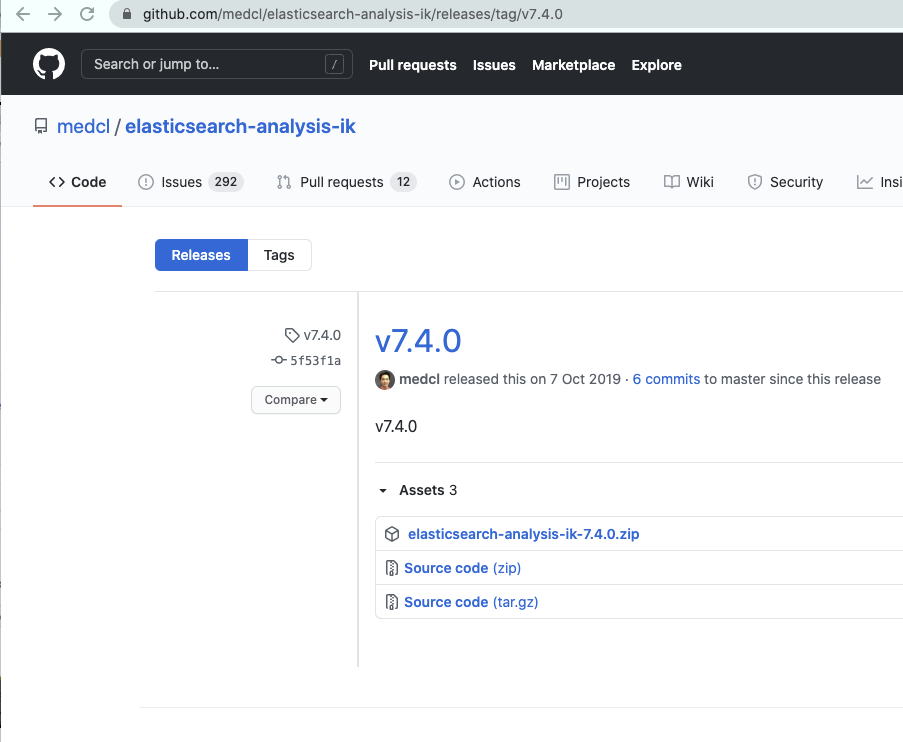 github.com/medcl/elasticsearch-analysis-ik/releases/tag/v7.4.0
Search or jump to... / Pull requests Issues Marketplace Explore
medcl / elasticsearch-analysis-ik
<> Code Issues 292 Pull requests 12 Actions Projects Wiki Security Insi
Releases Tags
v7.4.0
5f53f1a
Compare
v7.4.0
medcl released this on 7 Oct 2019 · 6 commits to master since this release
v7.4.0
Assets 3
elasticsearch-analysis-ik-7.4.0.zip
Source code (zip)
Source code (tar.gz)